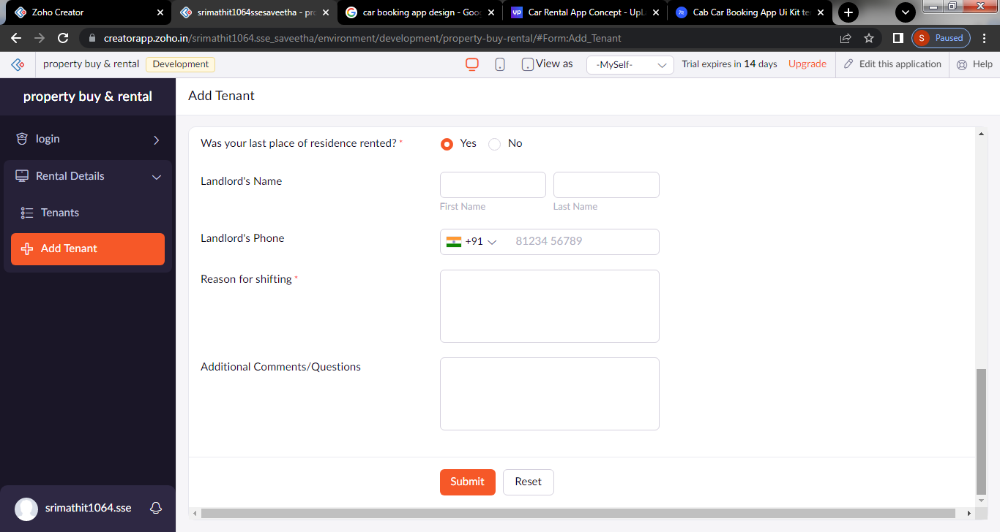 Zoho Creator
srimathit1064ssesaveetha - pro
car booking app design - Goog
up
Car Rental App Concept - UpL
Cab Car Booking App Ui Kit te
creatorapp.zoho.in/srimathit1064.sse_saveetha/environment/development/property-buy-rental/#Form:Add_Tenant
S Paused
property buy & rental
Development
View as
-MySelf-
Trial expires in 14 days
Upgrade
Edit this application
Help
property buy & rental
Add Tenant
login
Rental Details
Tenants
Add Tenant
Was your last place of residence rented? *
Yes
No
Landlord's Name
First Name
Last Name
Landlord's Phone
+91
81234 56789
Reason for shifting *
Additional Comments/Questions
Submit
Reset
srimathit1064.sse